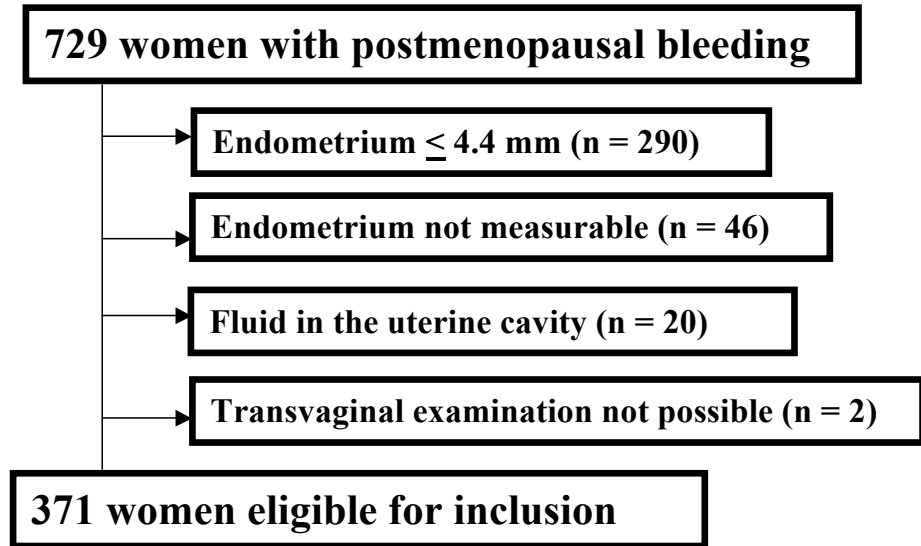 729 women with postmenopausal bleeding
Endometrium ≤ 4.4 mm (n = 290)
Endometrium not measurable (n = 46)
Fluid in the uterine cavity (n = 20)
Transvaginal examination not possible (n = 2)
371 women eligible for inclusion